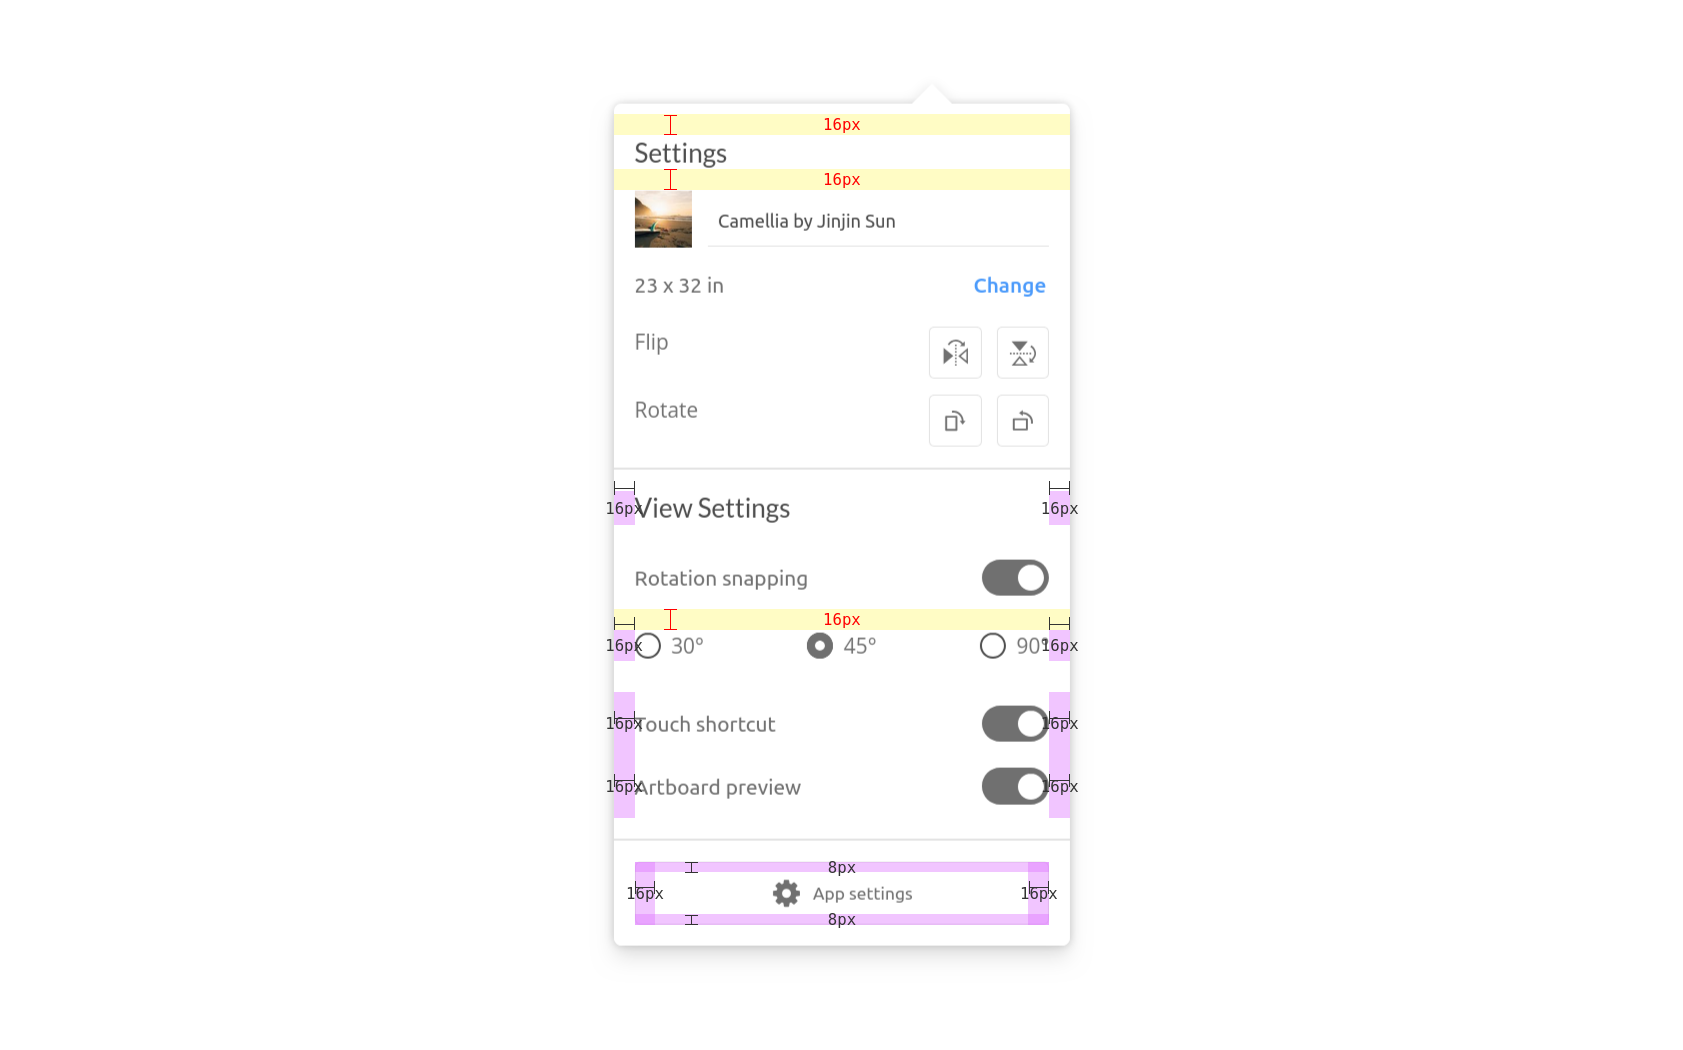 16px
Settings
16px
Camellia by Jinjin Sun
23 x 32 in
Change
Flip
Rotate
16px
View Settings
16px
Rotation snapping
16px
16px
30°
45°
90°
16px
16px
Touch shortcut
16px
16px
Artboard preview
16px
8px
16px
App settings
16px
8px